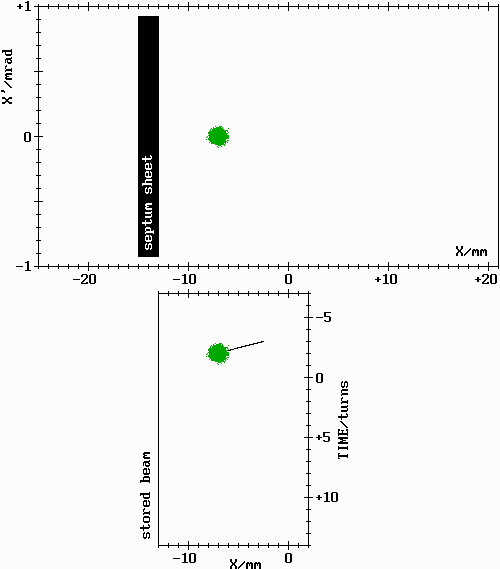 +1
X'/mrad
0
septum sheet
-1
X/mm
-20
-10
0
+10
+20
-5
0
TIME/turns
+5
+10
stored beam
-10
0
X/mm